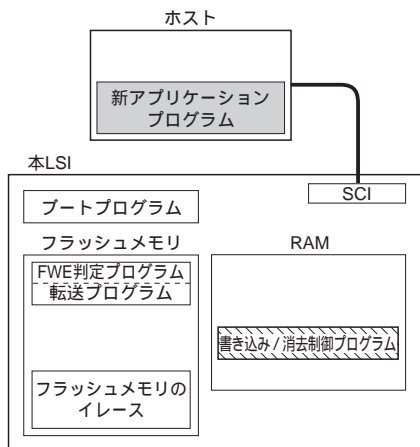 ホスト
新アプリケーション
プログラム
本LSI
SCI
ブートプログラム
フラッシュメモリ
RAM
FWE判定プログラム
転送プログラム
書き込み / 消去制御プログラム
フラッシュメモリの
イレース